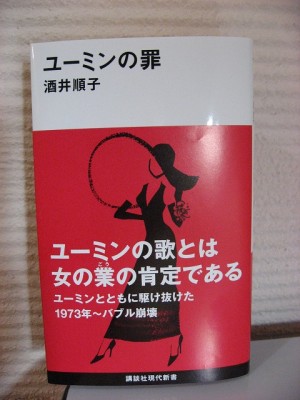 ユーミンの罪
酒井順子
ユーミンの歌とは
女の業の肯定である
ごう
ユーミンとともに駆け抜けた
1973年〜バブル崩壊
講談社現代新書